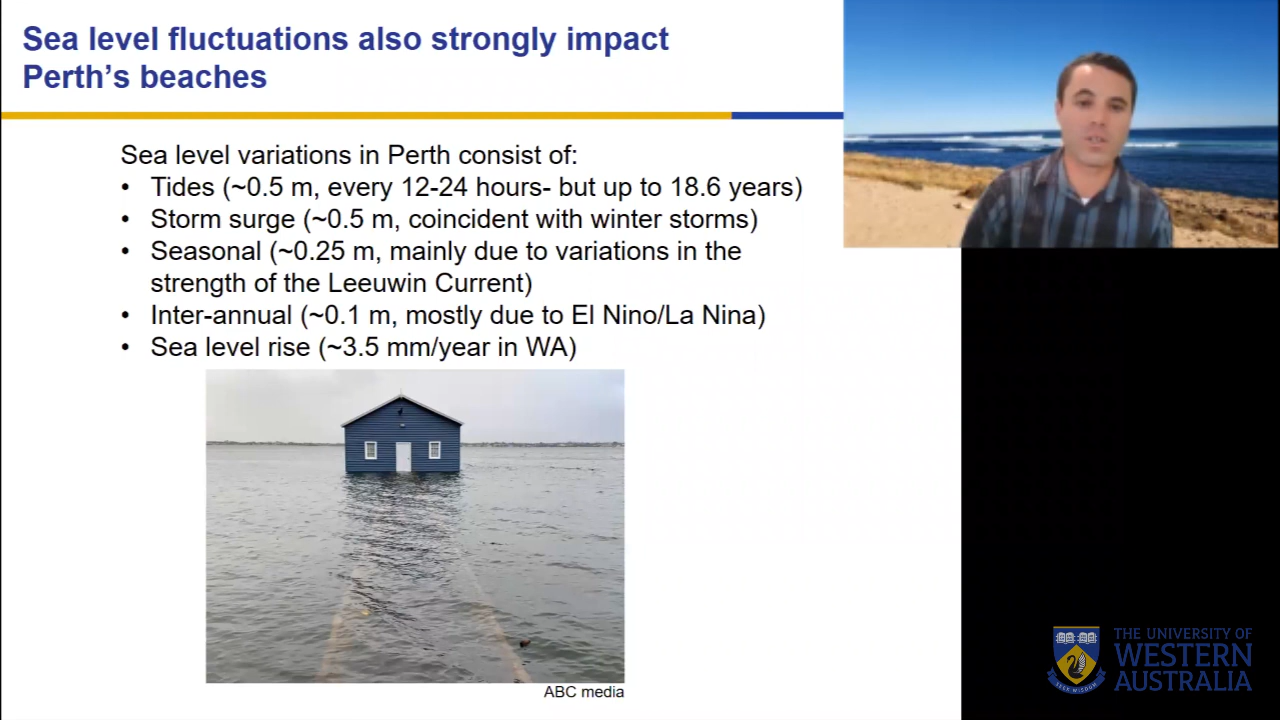 Sea level fluctuations also strongly impact
Perth's beaches
Sea level variations in Perth consist of:
• Tides (~0.5 m, every 12-24 hours- but up to 18.6 years)
• Storm surge (~0.5 m, coincident with winter storms)
• Seasonal (~0.25 m, mainly due to variations in the
strength of the Leeuwin Current)
• Inter-annual (~0.1 m, mostly due to El Nino/La Nina)
• Sea level rise (~3.5 mm/year in WA)
ABC media
THE UNIVERSITY OF
WESTERN
AUSTRALIA
SEEK WISDOM